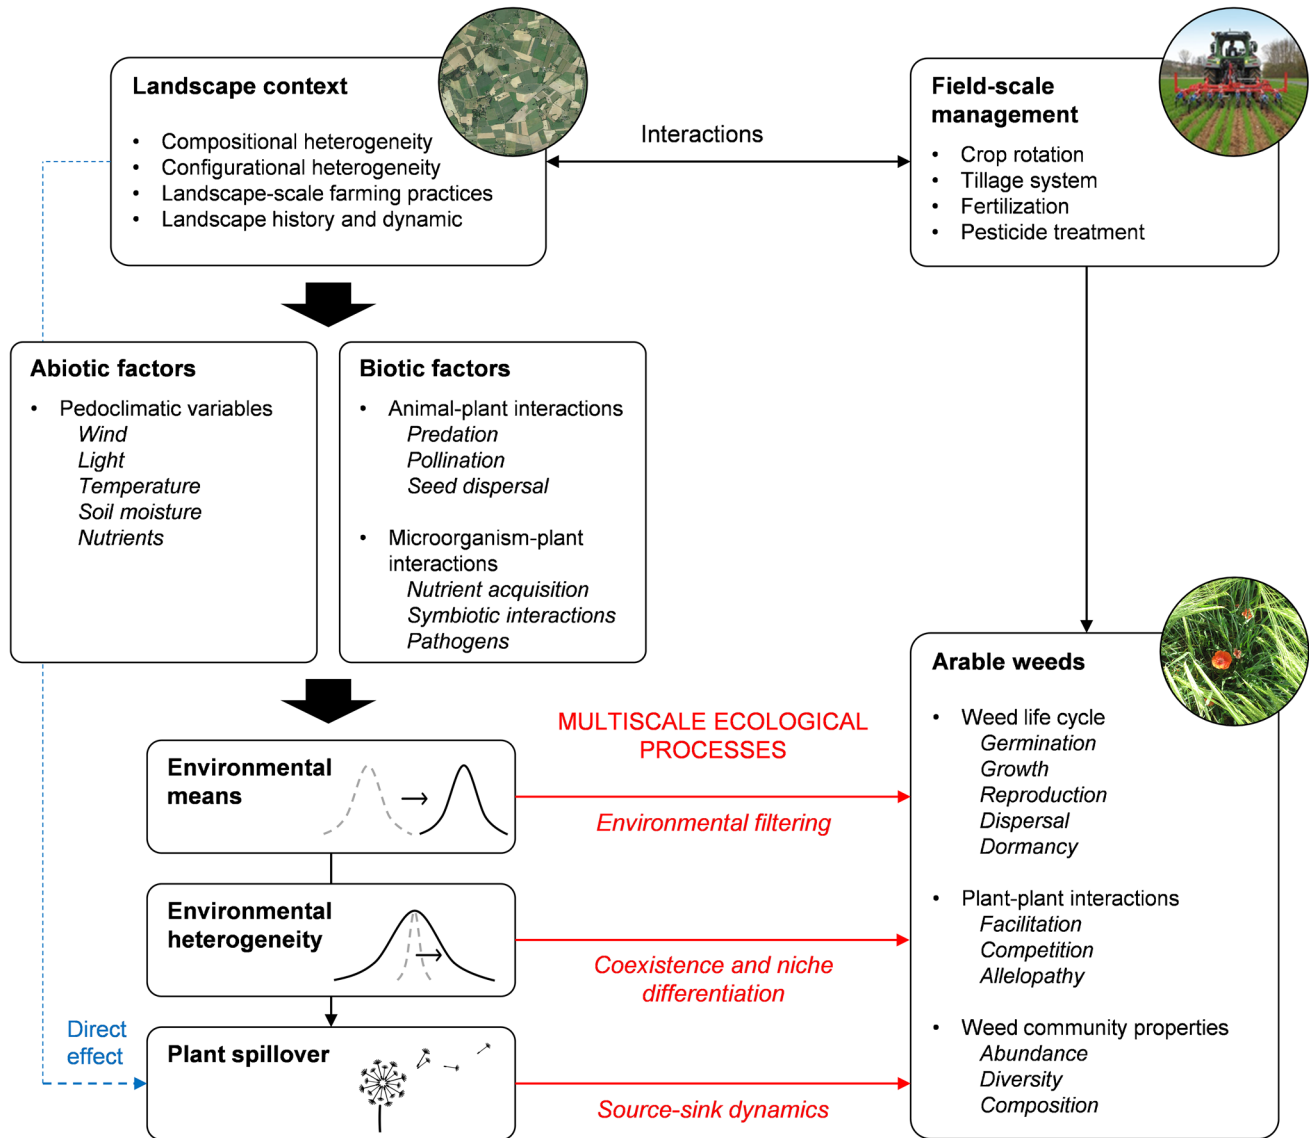 Landscape context
• Compositional heterogeneity
• Configurational heterogeneity
• Landscape-scale farming practices
• Landscape history and dynamic
Interactions
Field-scale
management
• Crop rotation
• Tillage system
• Fertilization
• Pesticide treatment
Abiotic factors
• Pedoclimatic variables
Wind
Light
Temperature
Soil moisture
Nutrients
Biotic factors
• Animal-plant interactions
Predation
Pollination
Seed dispersal
• Microorganism-plant
interactions
Nutrient acquisition
Symbiotic interactions
Pathogens
Environmental
means
Environmental
heterogeneity
Direct
effect
Plant spillover
MULTISCALE ECOLOGICAL
PROCESSES
Environmental filtering
Coexistence and niche
differentiation
Source-sink dynamics
Arable weeds
• Weed life cycle
Germination
Growth
Reproduction
Dispersal
Dormancy
• Plant-plant interactions
Facilitation
Competition
Allelopathy
• Weed community properties
Abundance
Diversity
Composition